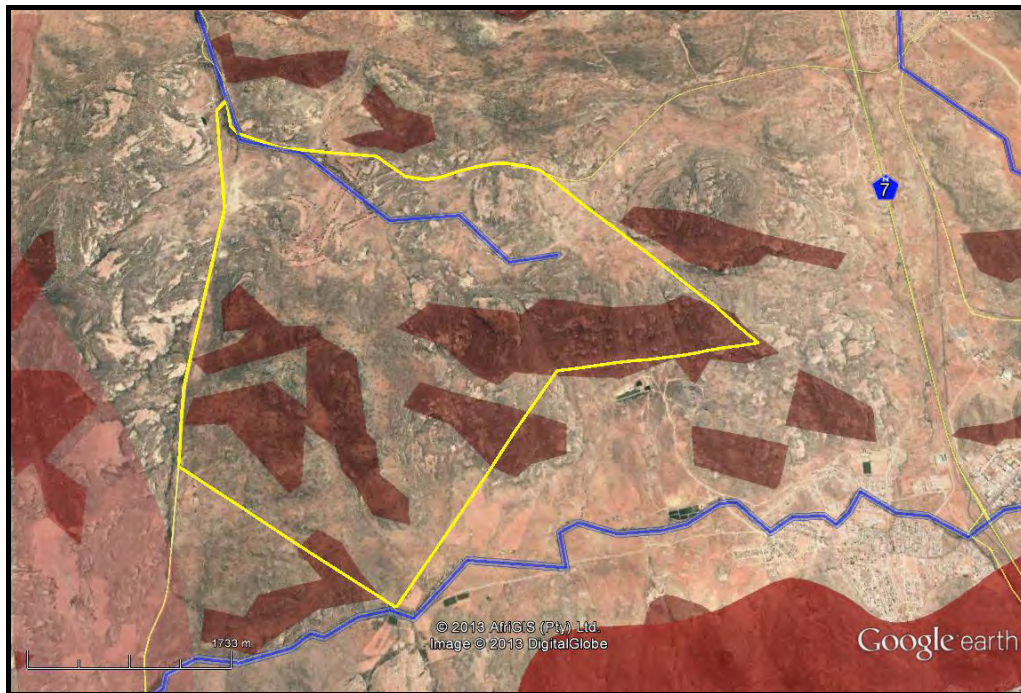 N
7
1733 m
© 2013 AfriGIS (Pty) Ltd.
Image © 2013 DigitalGlobe
Google earth